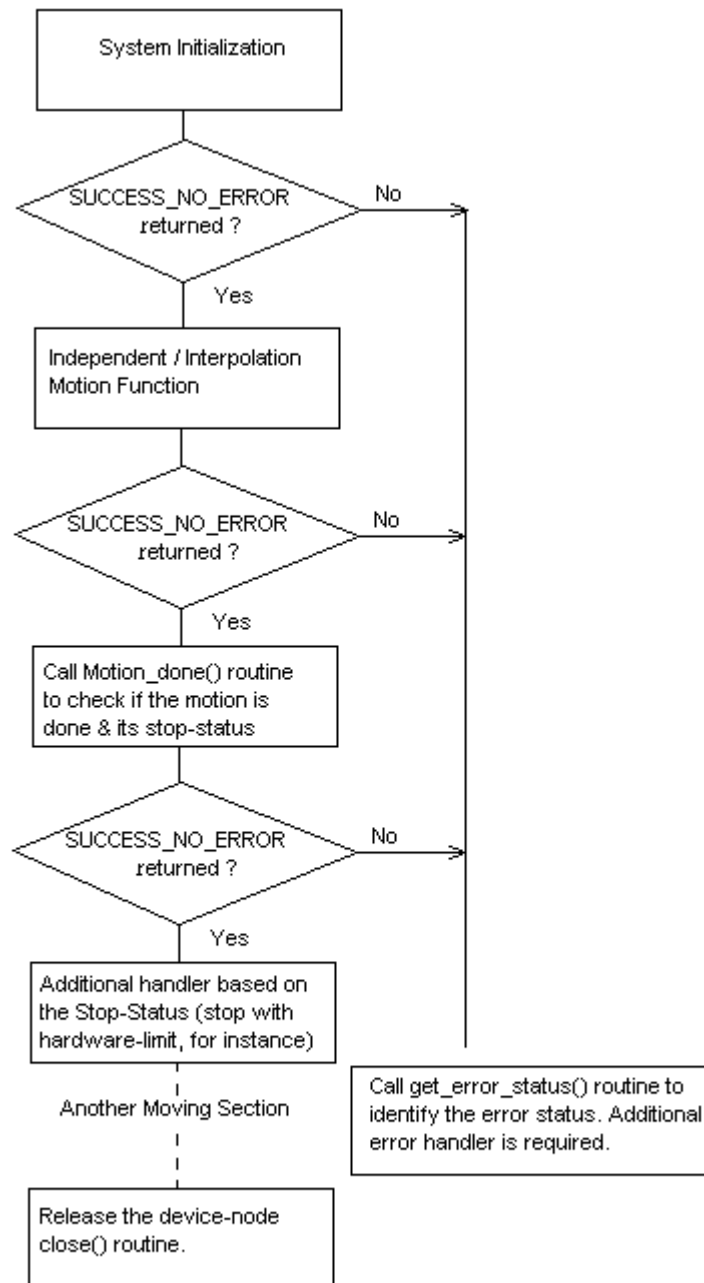 System Initialization
SUCCESS_NO_ERROR
returned ?
No
Yes
Independent / Interpolation
Motion Function
SUCCESS_NO_ERROR
returned ?
No
Yes
Call Motion_done() routine
to check if the motion is
done & its stop-status
SUCCESS_NO_ERROR
returned ?
No
Yes
Additional handler based on
the Stop-Status (stop with
hardware-limit, for instance)
Another Moving Section
Call get_error_status() routine to
identify the error status. Additional
error handler is required.
Release the device-node
close() routine.